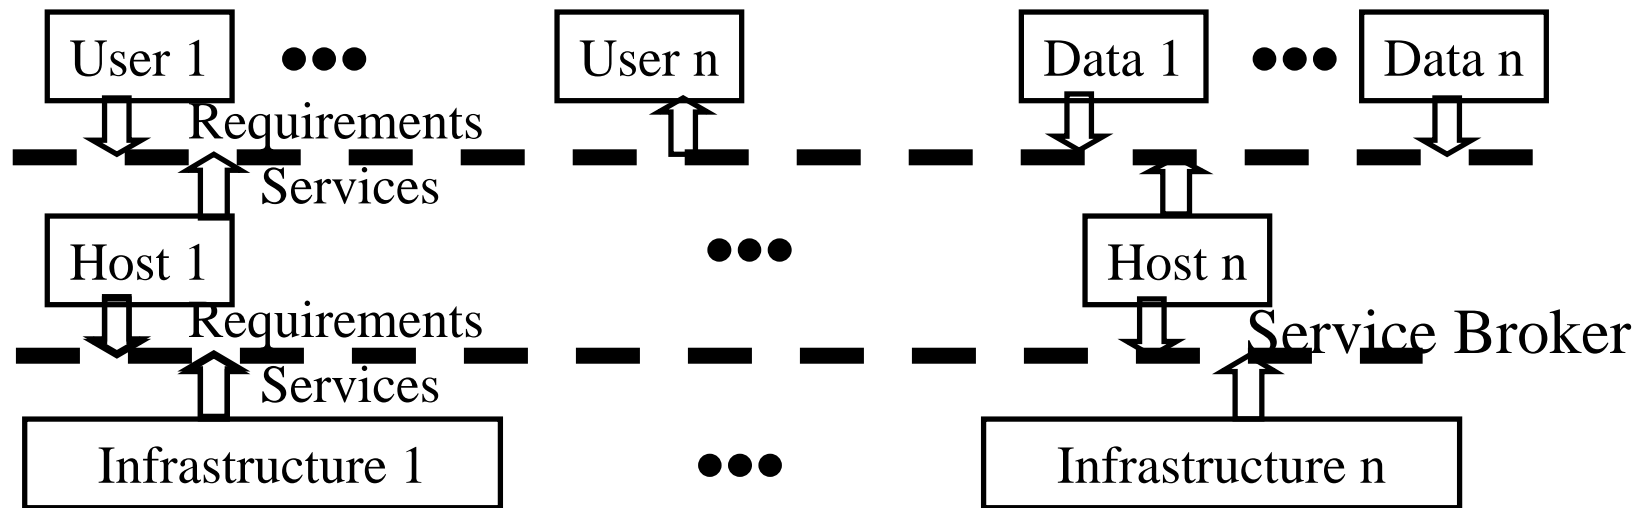 User 1
User n
Data 1
Data n
Requirements
Services
Host 1
Host n
Requirements
Service Broker
Services
Infrastructure 1
Infrastructure n